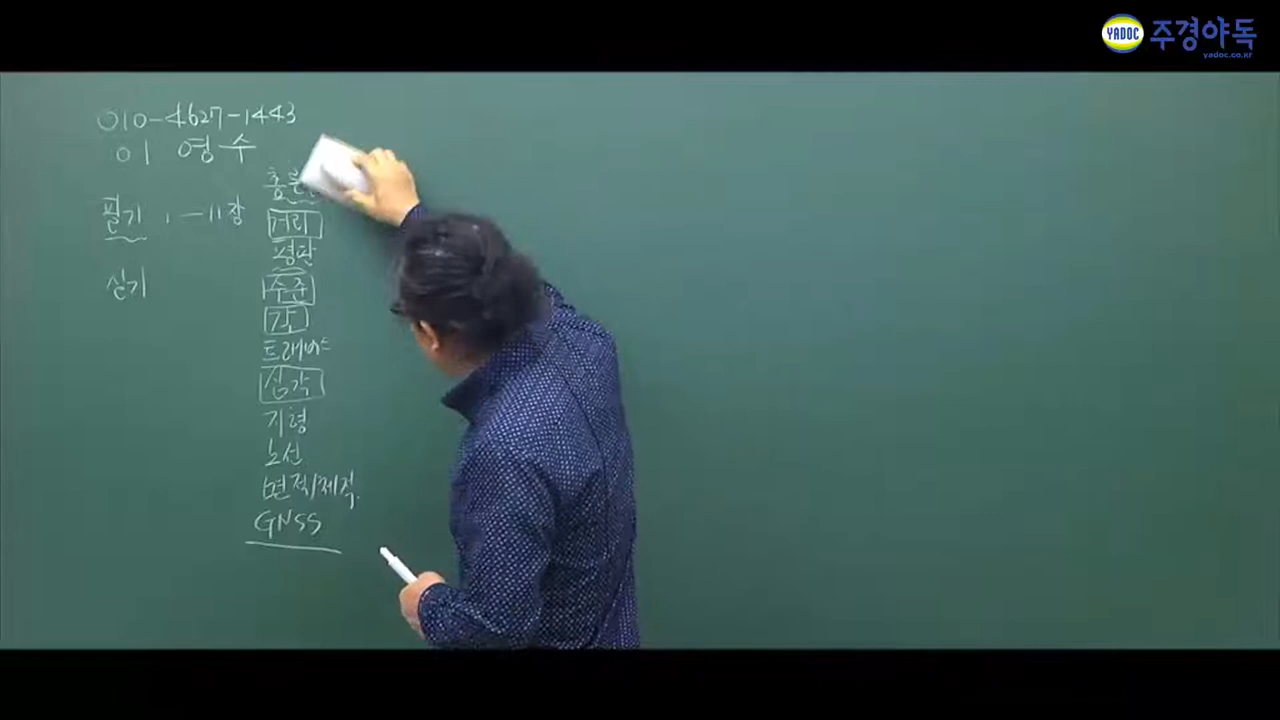 YADOC 주경야독
yadoc.co.kr
010-4627-1443
이 영 수
총론
필기 1-11장
거리
평판
실기
수준
각
트래버스
삼각
지형
노선
면적/체적.
GNSS